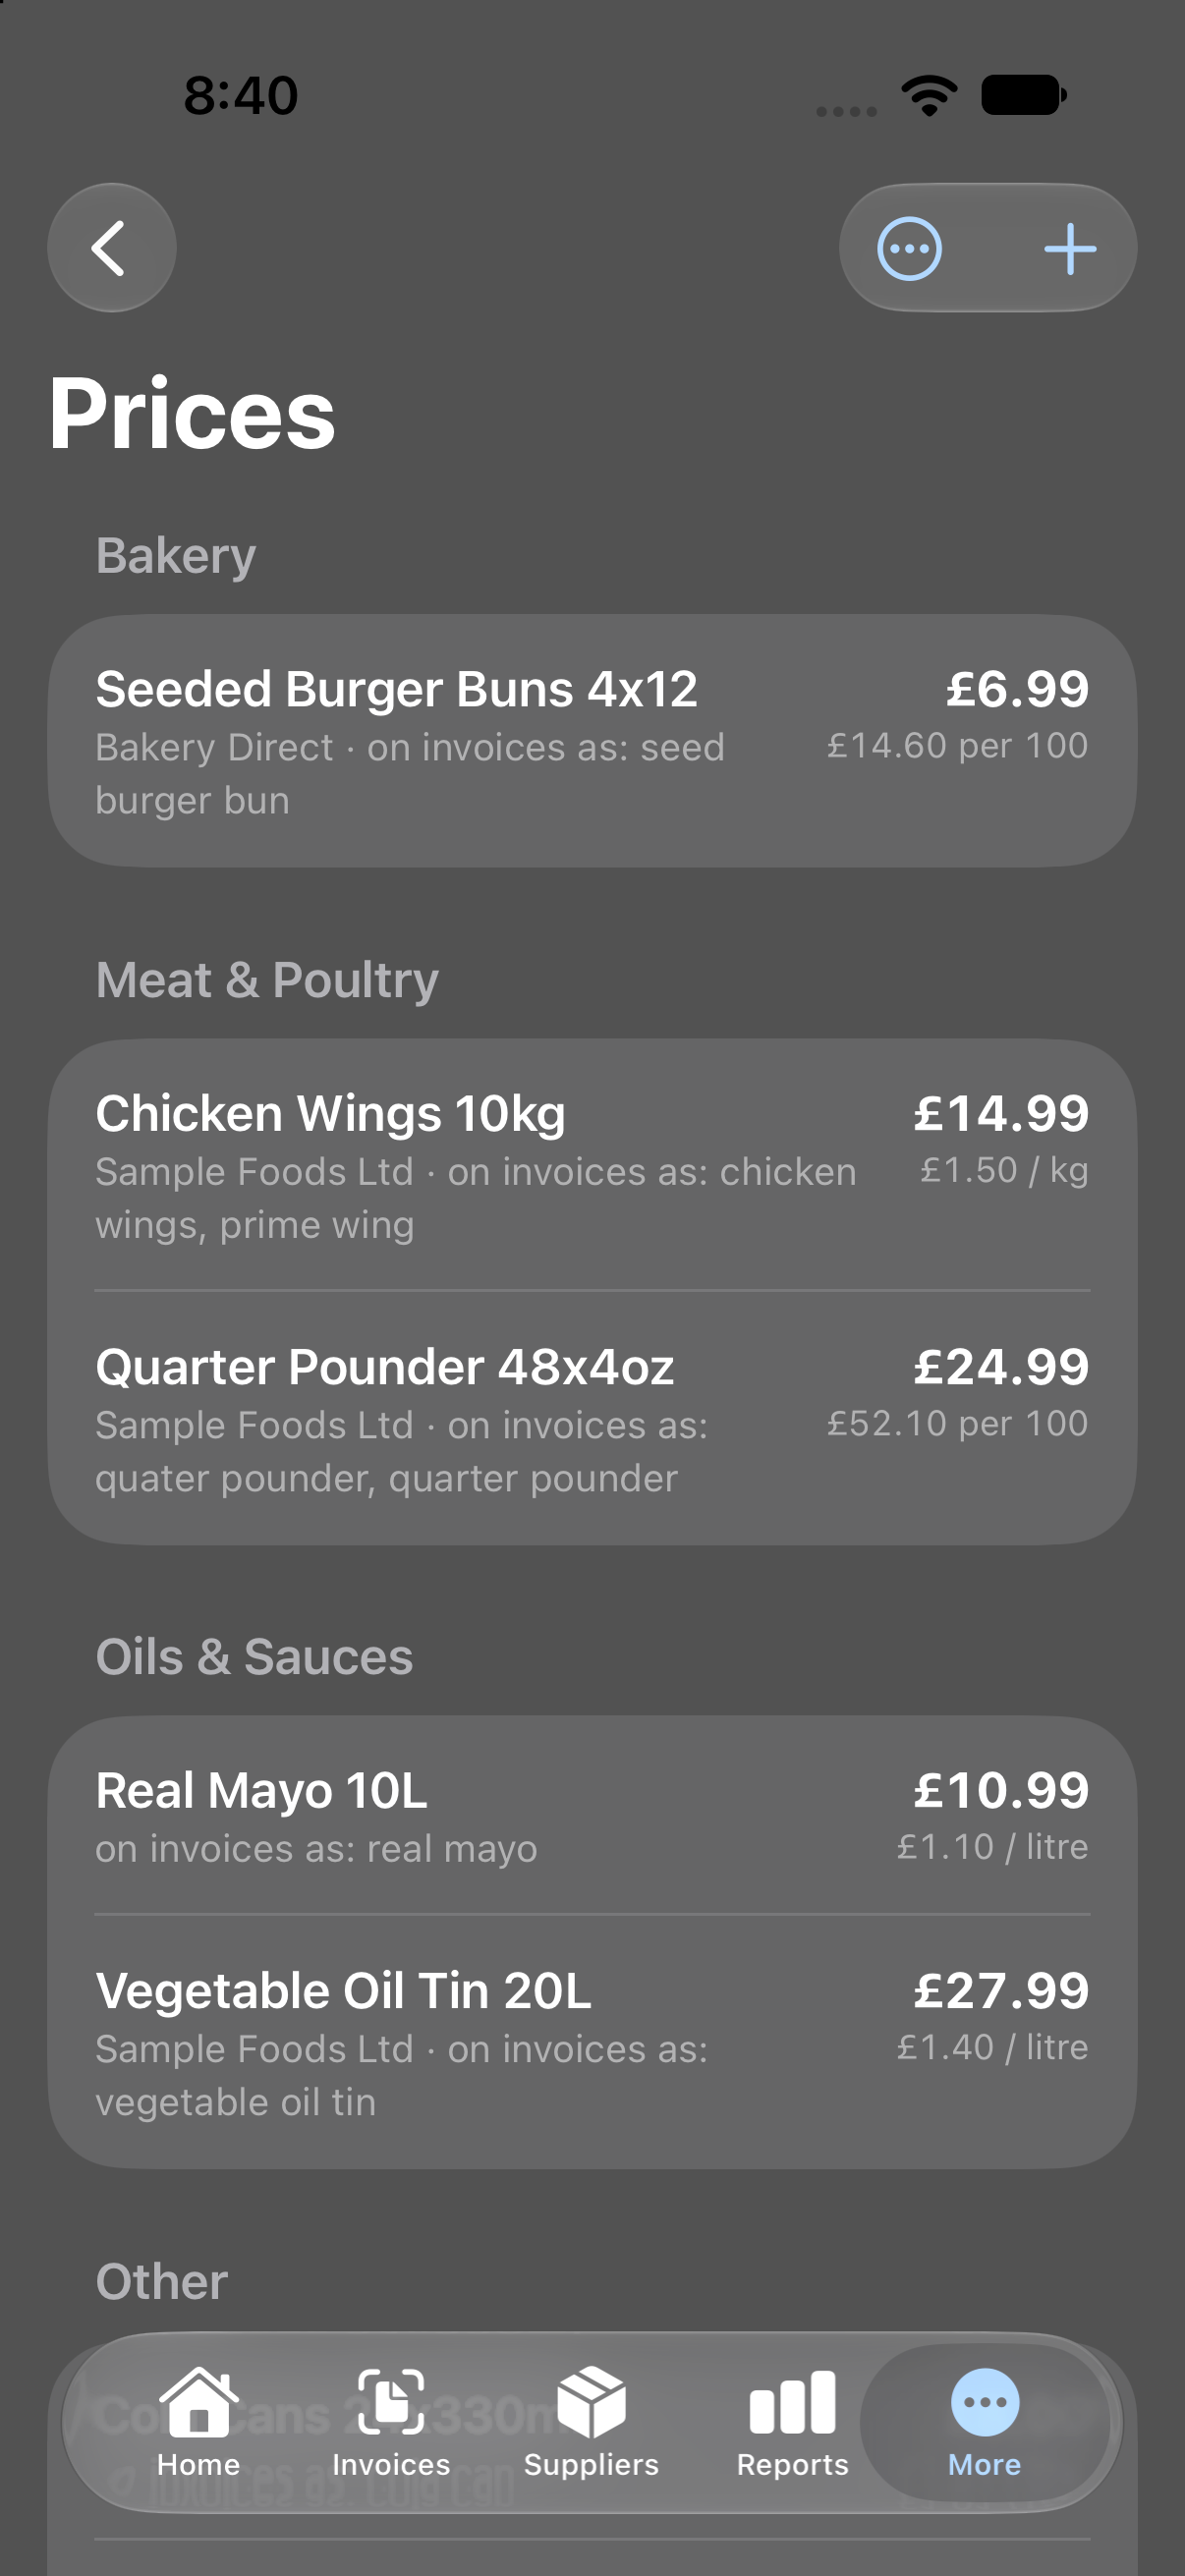 8:40
Prices
Bakery
Seeded Burger Buns 4x12
£6.99
Bakery Direct · on invoices as: seed
£14.60 per 100
burger bun
Meat & Poultry
Chicken Wings 10kg
£14.99
Sample Foods Ltd · on invoices as: chicken
£1.50 / kg
wings, prime wing
Quarter Pounder 48x4oz
£24.99
Sample Foods Ltd · on invoices as:
£52.10 per 100
quater pounder, quarter pounder
Oils & Sauces
Real Mayo 10L
£10.99
on invoices as: real mayo
£1.10 / litre
Vegetable Oil Tin 20L
£27.99
Sample Foods Ltd · on invoices as:
£1.40 / litre
vegetable oil tin
Other
Home
Invoices
Suppliers
Reports
More